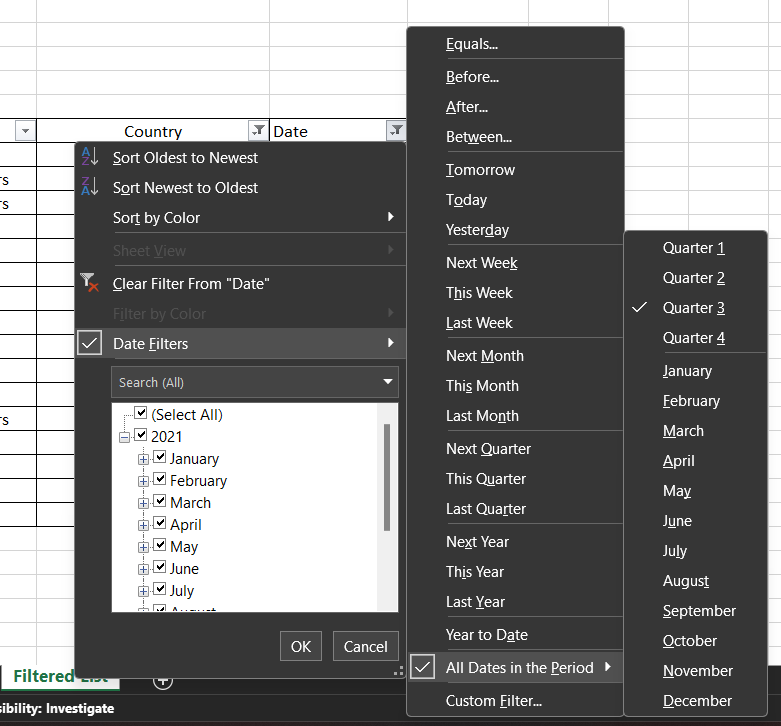 Country
Date
rs
rs
rs
Sort Oldest to Newest
Sort Newest to Oldest
Sort by Color
Sheet View
Clear Filter From "Date"
Filter by Color
Date Filters
Search (All)
(Select All)
2021
January
February
March
April
May
June
July
August
OK
Cancel
Equals...
Before...
After...
Between...
Tomorrow
Today
Yesterday
Next Week
This Week
Last Week
Next Month
This Month
Last Month
Next Quarter
This Quarter
Last Quarter
Next Year
This Year
Last Year
Year to Date
All Dates in the Period
Custom Filter...
Quarter 1
Quarter 2
Quarter 3
Quarter 4
January
February
March
April
May
June
July
August
September
October
November
December
Filtered List
sibility: Investigate